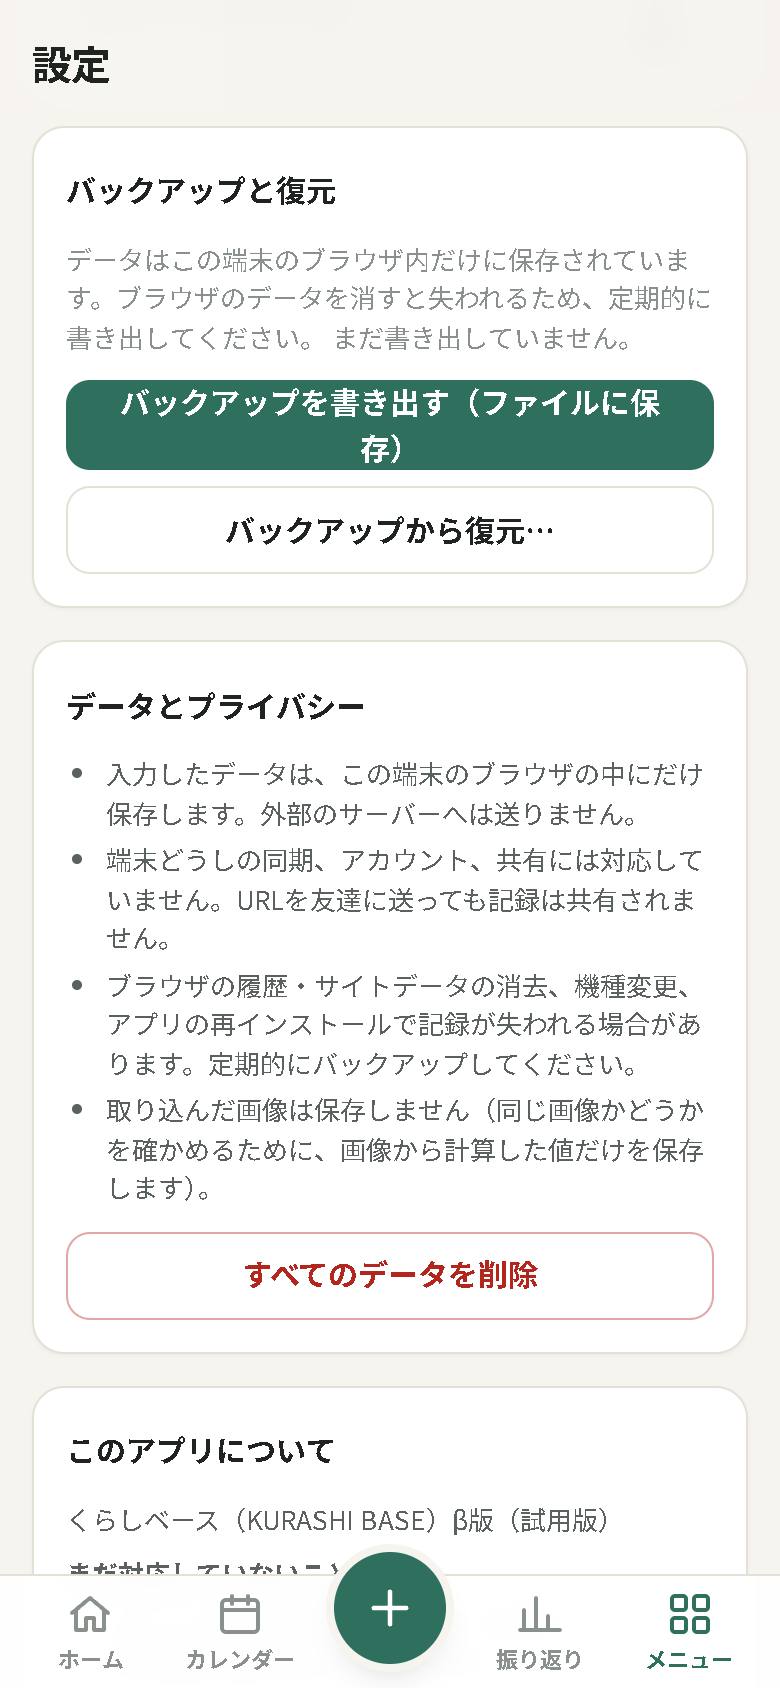 設定
バックアップと復元
データはこの端末のブラウザ内だけに保存されていま
す。ブラウザのデータを消すと失われるため、定期的に
書き出してください。 まだ書き出していません。
バックアップを書き出す（ファイルに保
存）
バックアップから復元…
データとプライバシー
• 入力したデータは、この端末のブラウザの中にだけ
保存します。外部のサーバーへは送りません。
• 端末どうしの同期、アカウント、共有には対応して
いません。URLを友達に送っても記録は共有されま
せん。
• ブラウザの履歴・サイトデータの消去、機種変更、
アプリの再インストールで記録が失われる場合があ
ります。定期的にバックアップしてください。
• 取り込んだ画像は保存しません（同じ画像かどうか
を確かめるために、画像から計算した値だけを保存
します）。
すべてのデータを削除
このアプリについて
くらしベース（KURASHI BASE）β版（試用版）
まだ対応していないこと
ホーム
カレンダー
振り返り
メニュー